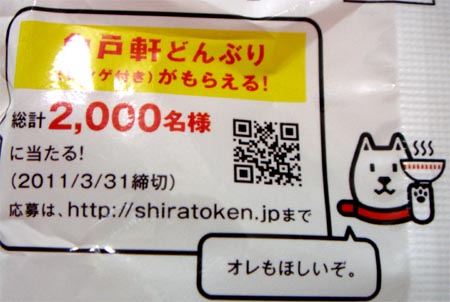 戸軒どんぶり
ゲ付き)がもらえる!
総計2,000名様
に当たる!
(2011/3/31締切)
応募は、http://shiratoken.jpまで
オレもほしいぞ。